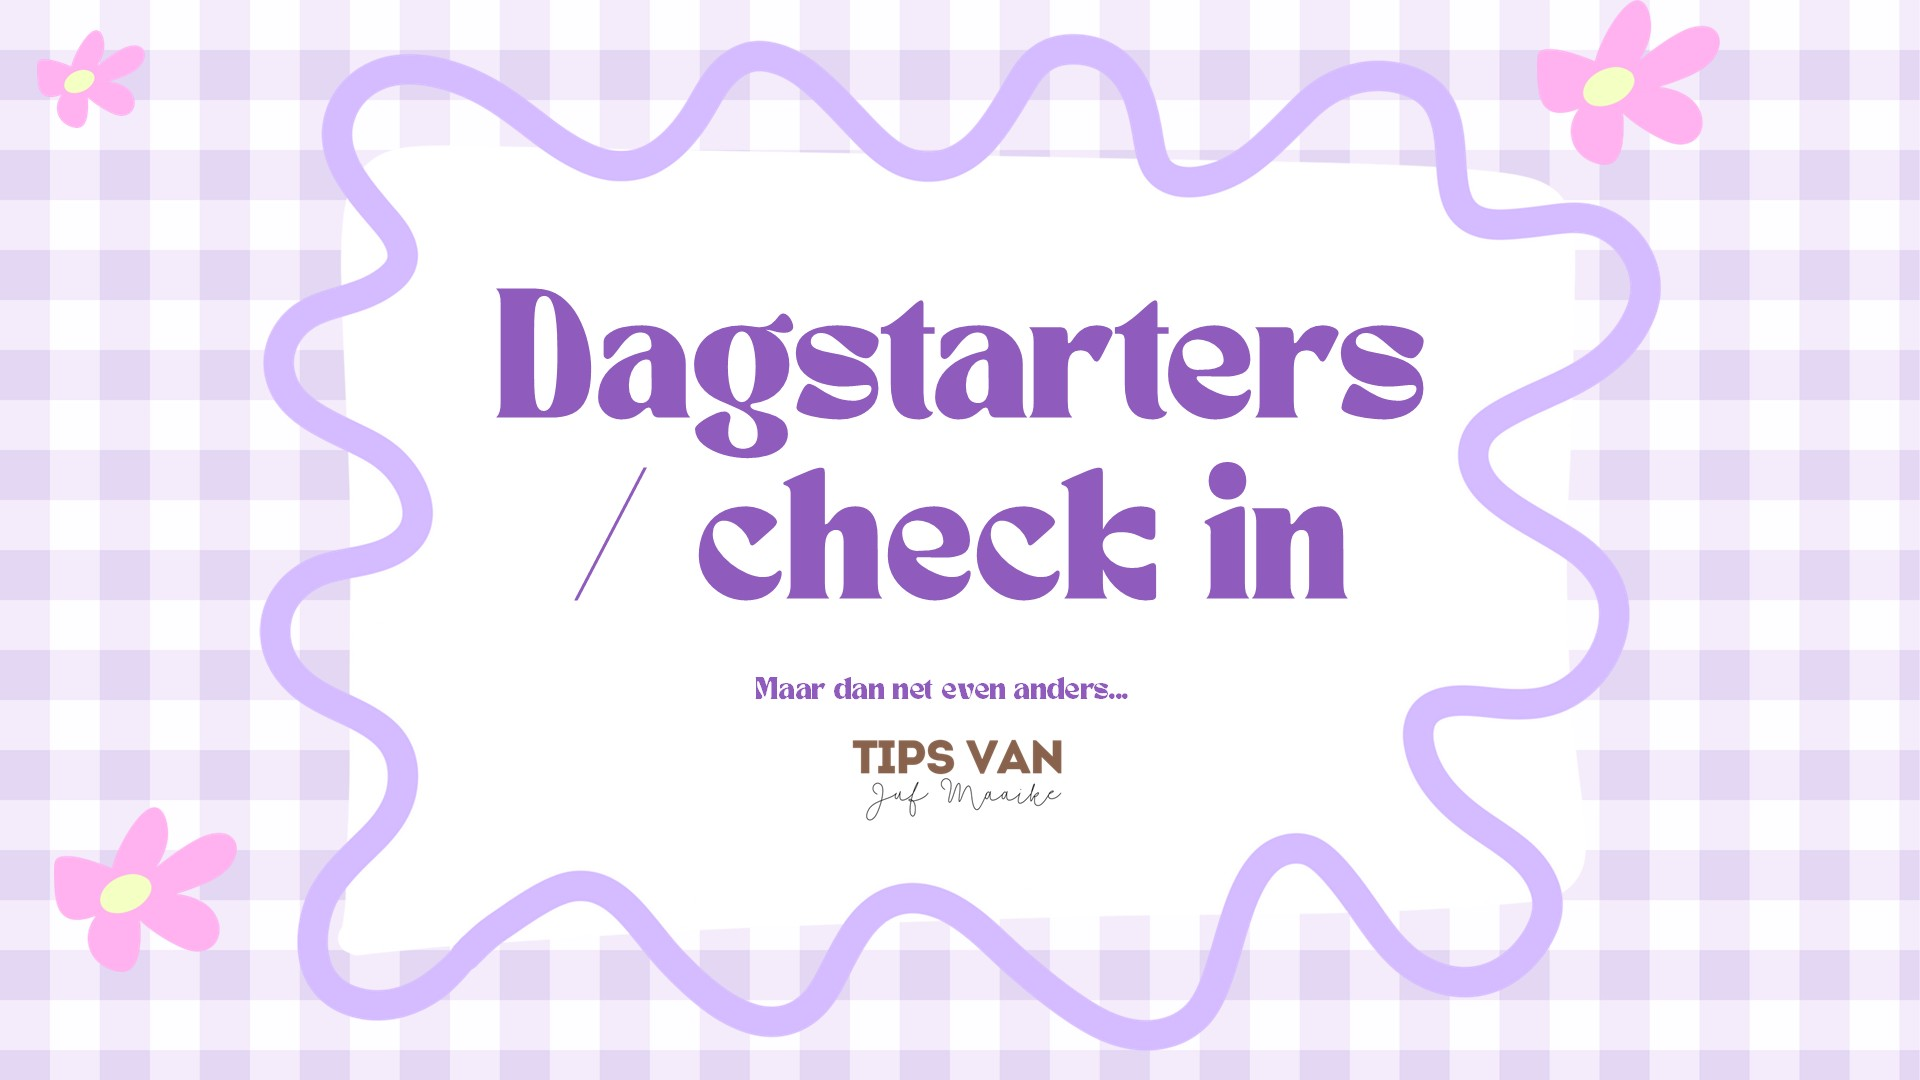 Dagstarters
/ check in
Maar dan net even anders...
TIPS VAN
Juf Maaike